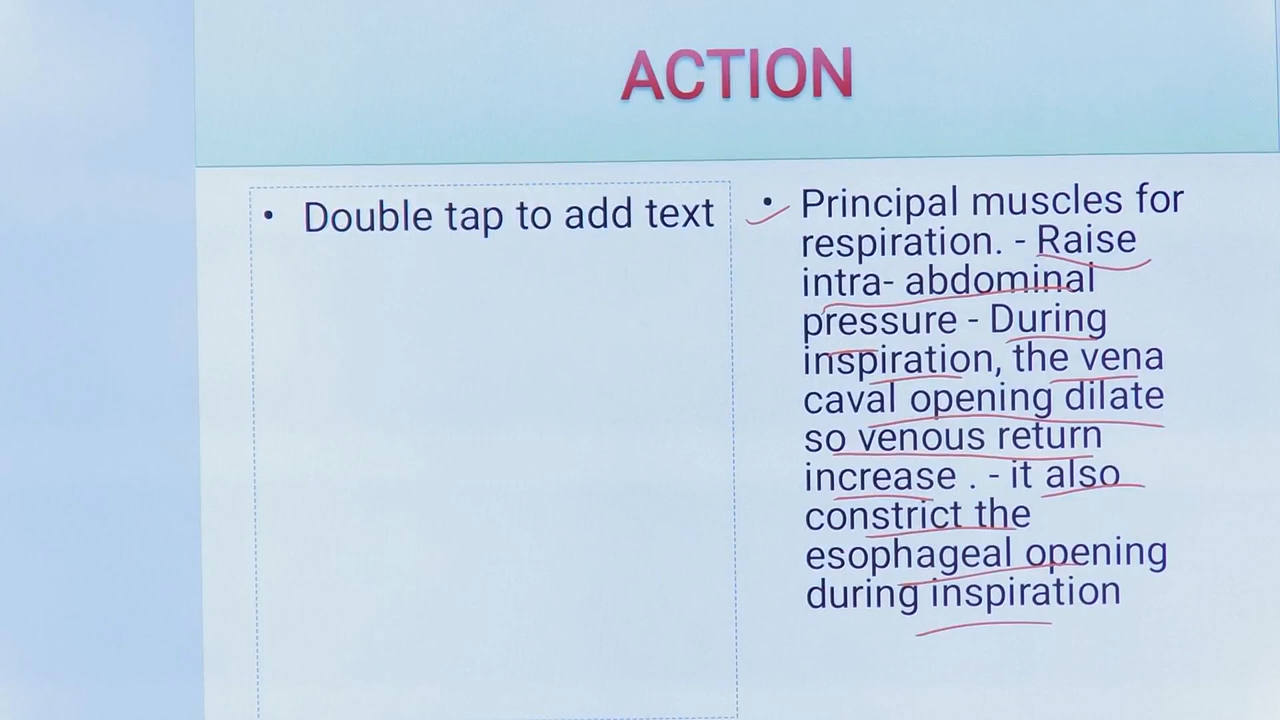 ACTION
• Double tap to add text
• Principal muscles for
respiration. - Raise
intra- abdominal
pressure - During
inspiration, the vena
caval opening dilate
so venous return
increase . - it also
constrict the
esophageal opening
during inspiration